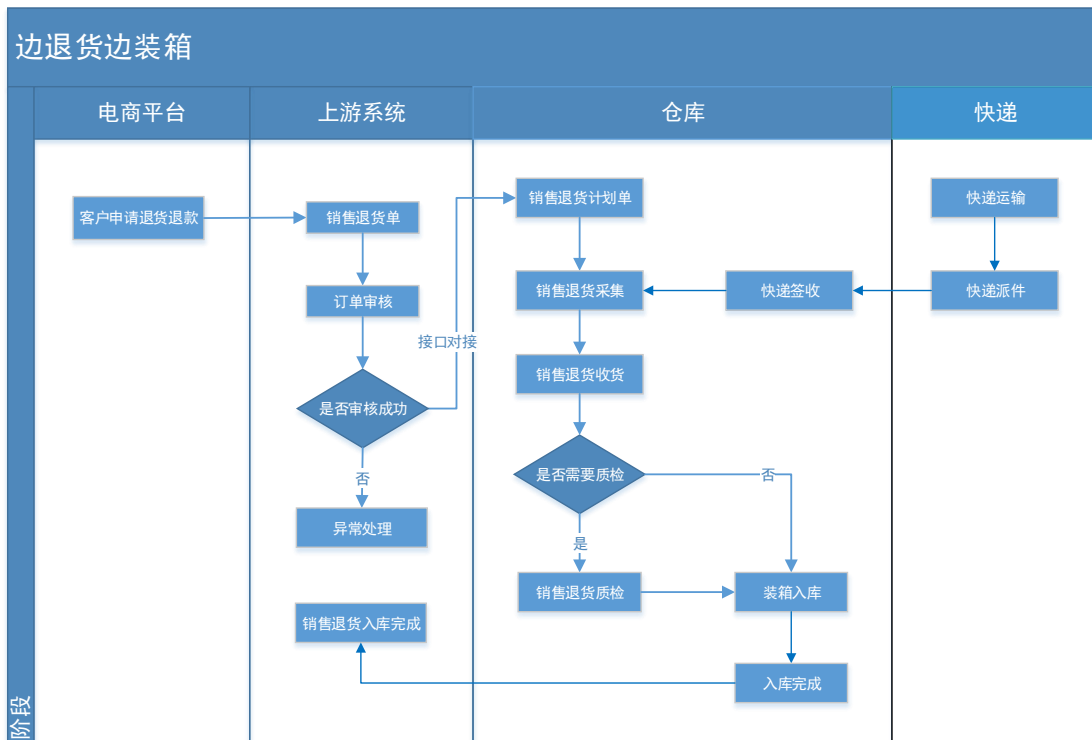 边退货边装箱
电商平台
上游系统
仓库
快递
客户申请退货退款
销售退货单
销售退货计划单
快递运输
订单审核
销售退货采集
快递签收
快递派件
接口对接
销售退货收货
是否审核成功
是否需要质检
否
否
异常处理
是
销售退货质检
装箱入库
销售退货入库完成
入库完成
阶段